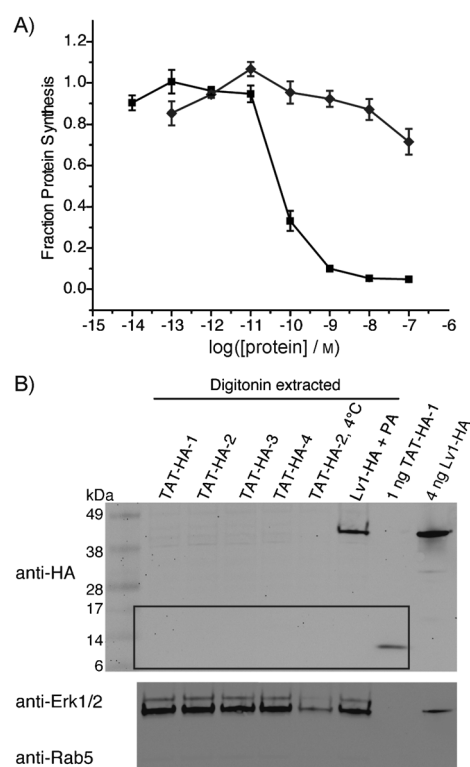 A)
Fraction Protein Synthesis
1.2
1.0
0.8
0.6
0.4
0.2
0.0
-15 -14 -13 -12 -11 -10 -9 -8 -7 -6
log([protein] / M)
B)
Digitonin extracted
TAT-HA-1
TAT-HA-2
TAT-HA-3
TAT-HA-4
TAT-HA-2, 4°C
Lv1-HA + PA
1 ng TAT-HA-1
4 ng Lv1-HA
kDa
49
38
28
17
14
6
anti-HA
anti-Erk1/2
anti-Rab5